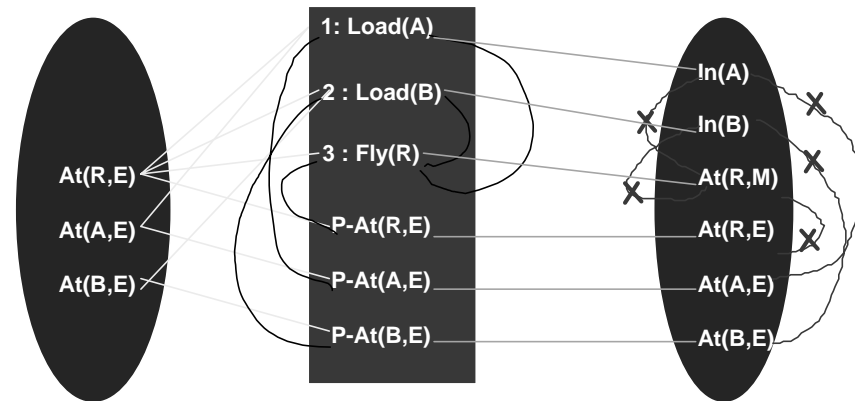 At(R,E)
At(A,E)
At(B,E)
1: Load(A)
2 : Load(B)
3 : Fly(R)
P-At(R,E)
P-At(A,E)
P-At(B,E)
In(A)
In(B)
At(R,M)
At(R,E)
At(A,E)
At(B,E)